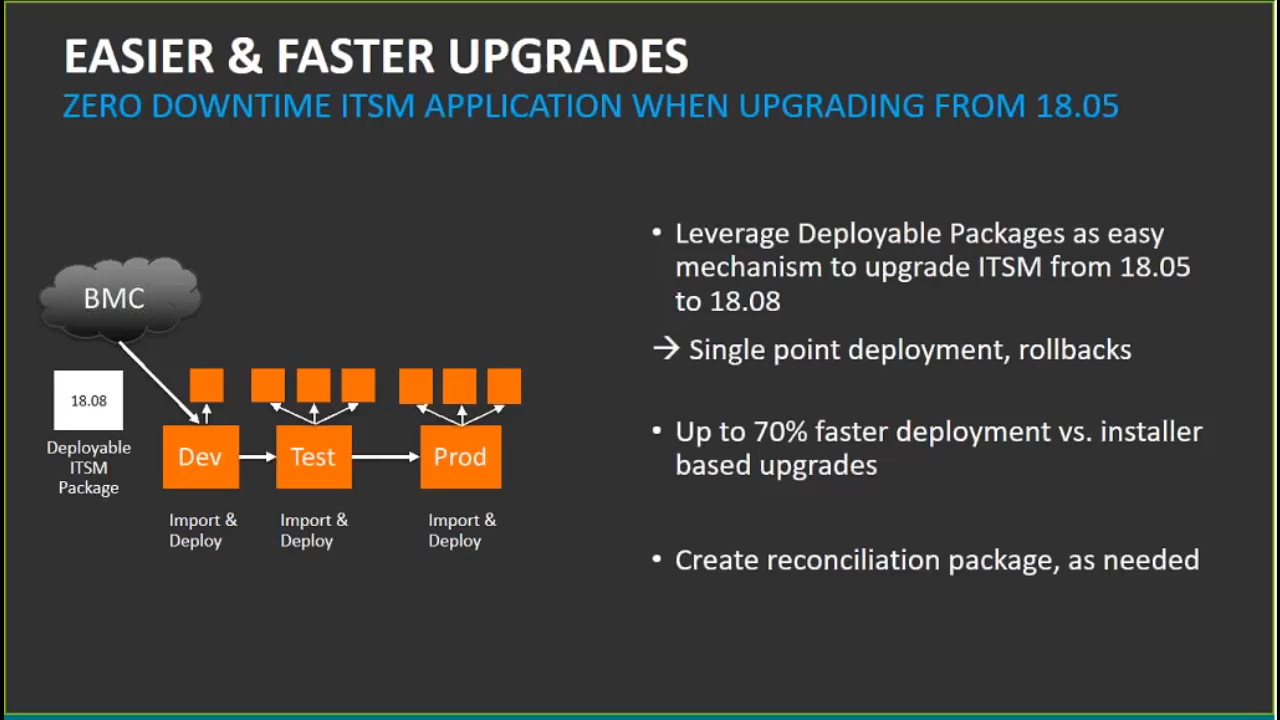 EASIER & FASTER UPGRADES
ZERO DOWNTIME ITSM APPLICATION WHEN UPGRADING FROM 18.05
BMC
18.08
Deployable
ITSM
Package
Dev
Test
Prod
Import &
Deploy
Import &
Deploy
Import &
Deploy
• Leverage Deployable Packages as easy
mechanism to upgrade ITSM from 18.05
to 18.08
→ Single point deployment, rollbacks
• Up to 70% faster deployment vs. installer
based upgrades
• Create reconciliation package, as needed